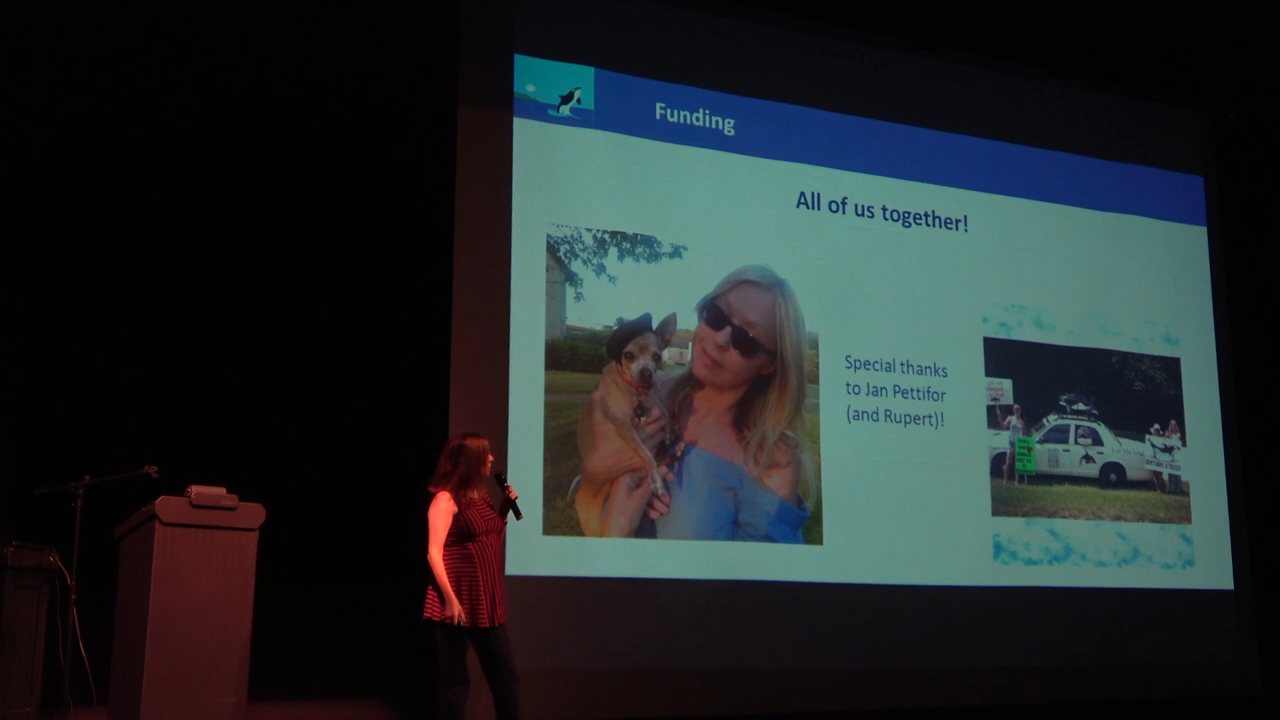 Funding
All of us together!
Special thanks
to Jan Pettifor
(and Rupert)!